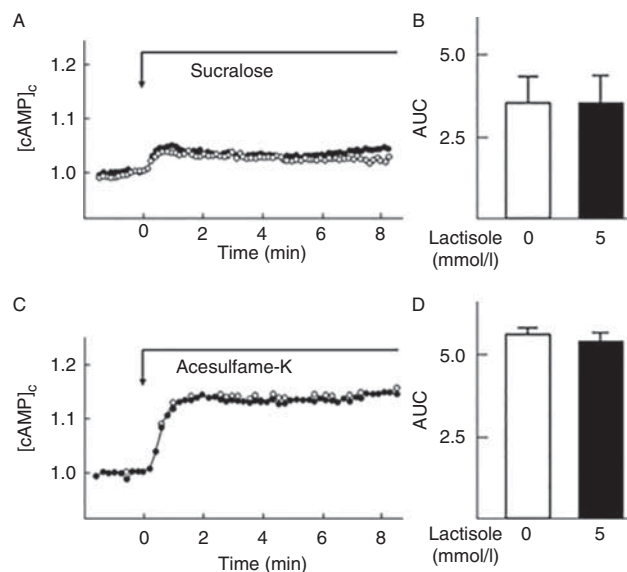 A
[cAMP]c
1.2
1.1
1.0
Sucralose
0 2 4 6 8
Time (min)
B
AUC
5.0
2.5
Lactisole 0 5
(mmol/l)
C
[cAMP]c
1.2
1.1
1.0
Acesulfame-K
0 2 4 6 8
Time (min)
D
AUC
5.0
2.5
Lactisole 0 5
(mmol/l)